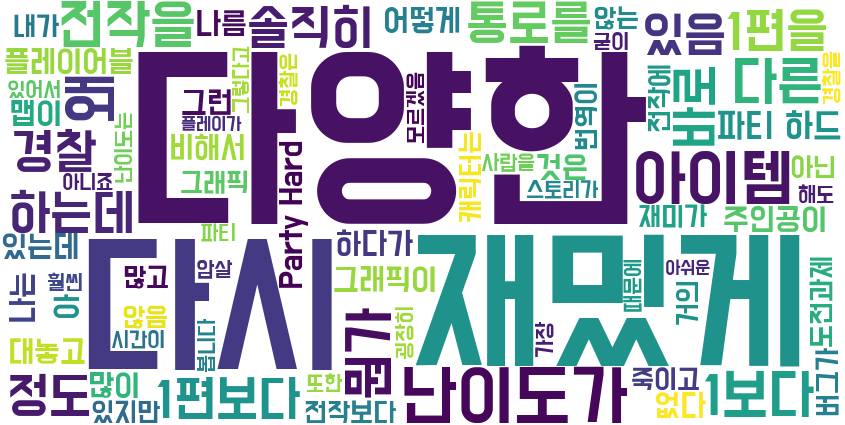 내가
전작을
나름
솔직히
어떻게
통로를
않는
굳이
있음
1편을
플레이어블
있어서
맵이
왜
그런
그렇다고
경찰은
다양한
모르겠음
번역이
전작에
바로
다른
경찰을
파티 하드
플레이가
경찰
난이도는
비해서
아니죠
그래픽
Party Hard
캐릭터는
사람을
것은
스토리가
아이템
아닌
해도
하는데
재미가
주인공이
있는데
파티
하다가
나는
훨씬
아
많고
암살
다시
그래픽이
재밌게
때문에
아쉬운
거의
도전과제
않음
시간이
봅니다
뭔가
굉장히
가장
버그가
대놓고
정도
많이
있지만
1편보다
또한
전작보다
난이도가
죽이고
없다
1보다